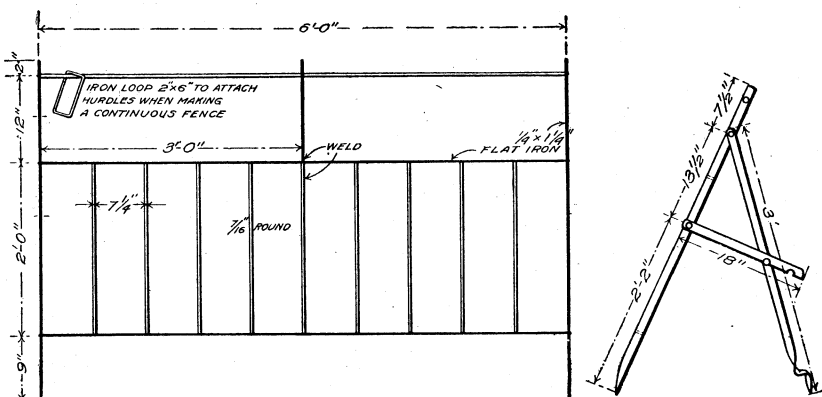 6'-0"
2"
IRON LOOP 2"x6" TO ATTACH
HURDLES WHEN MAKING
A CONTINUOUS FENCE
12"
3'-0"
WELD
1/4" x 1 1/4"
FLAT IRON
7 1/4"
7/16" ROUND
2'-0"
9"
7 1/2"
13 1/2"
3'
18"
2'-2"